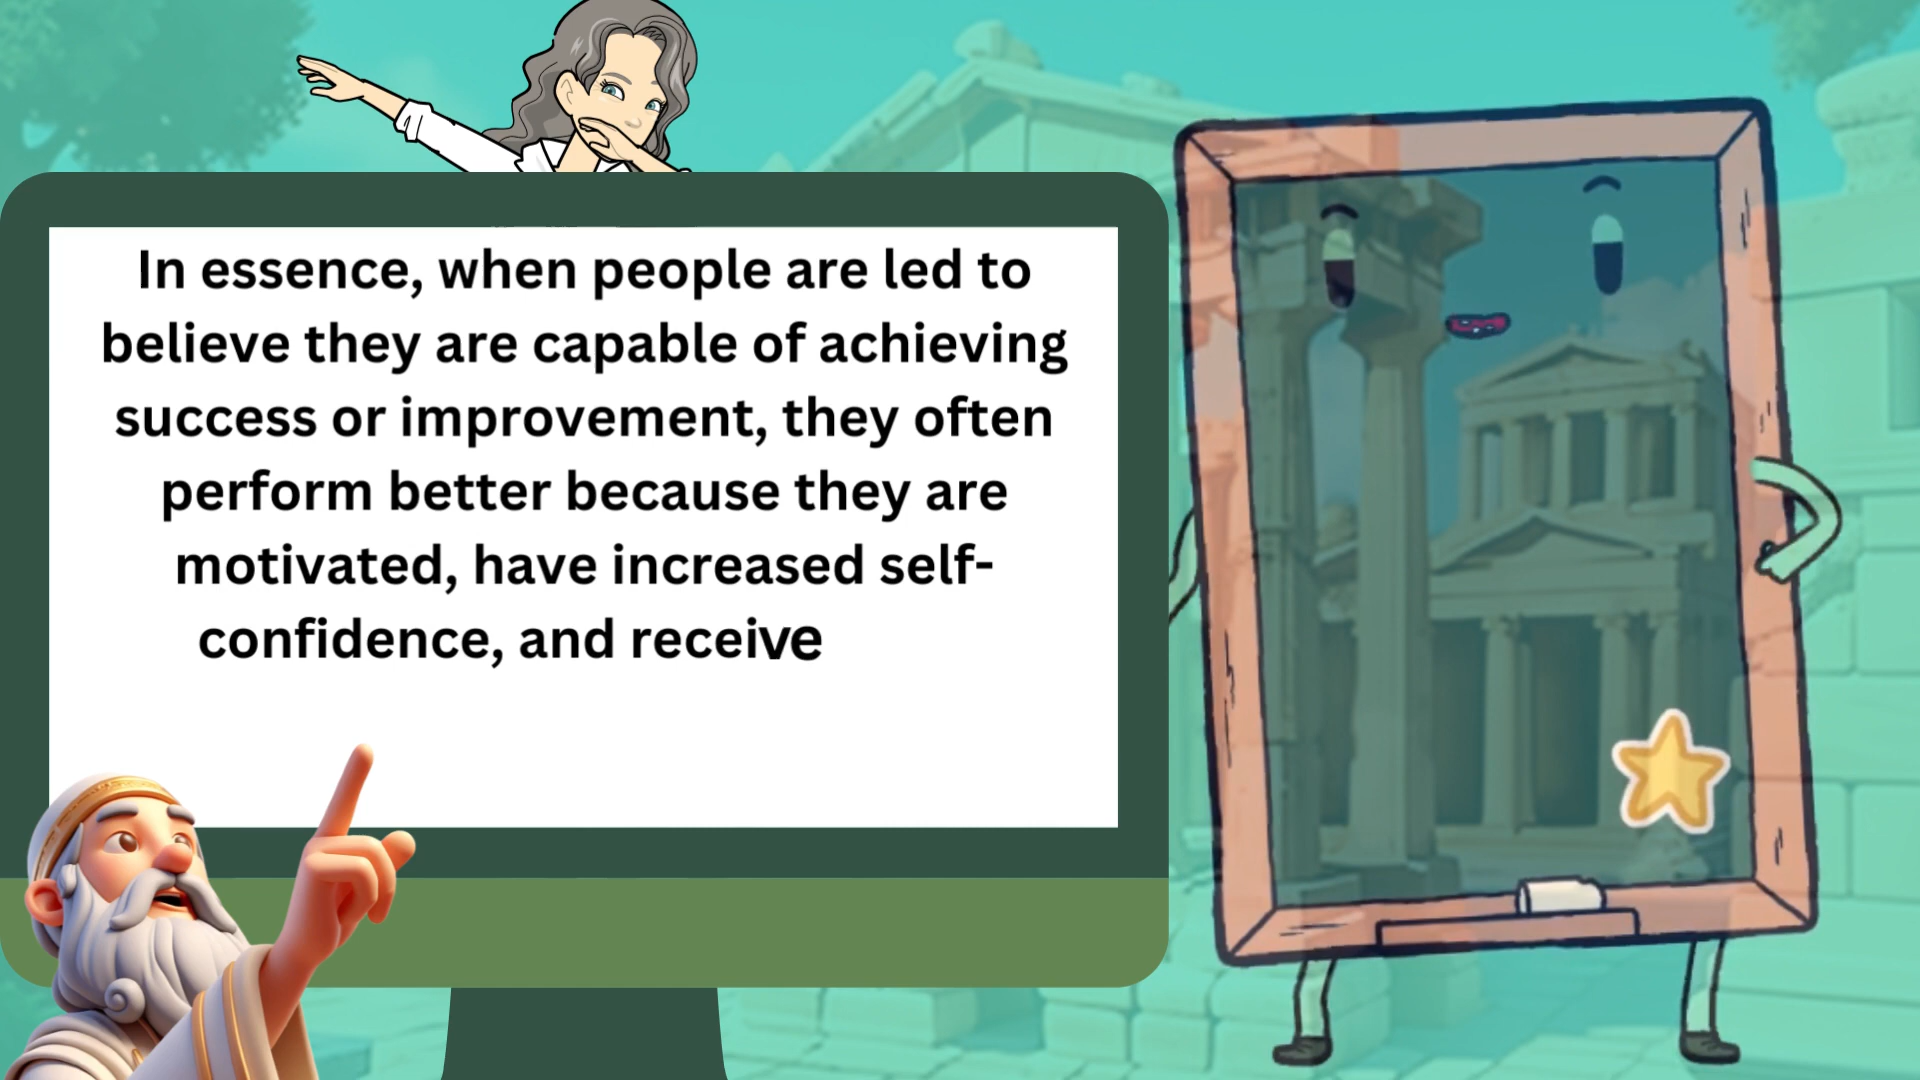 In essence, when people are led to
believe they are capable of achieving
success or improvement, they often
perform better because they are
motivated, have increased self-
confidence, and receive